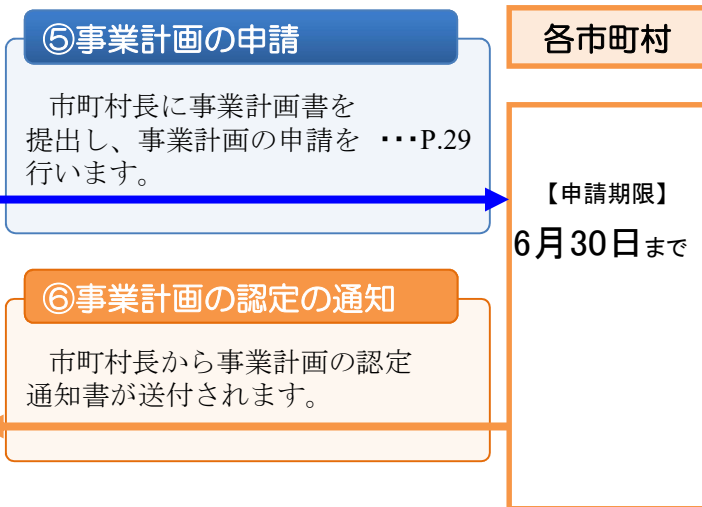 ⑤事業計画の申請
市町村長に事業計画書を
提出し、事業計画の申請を ・・・P.29
行います。
各市町村
【申請期限】
6月30日まで
⑥事業計画の認定の通知
市町村長から事業計画の認定
通知書が送付されます。